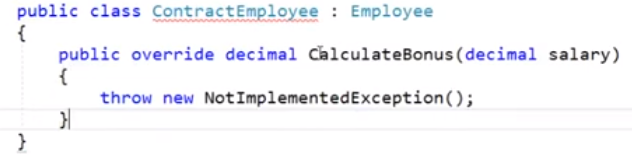 public class ContractEmployee : Employee
{
public override decimal CalculateBonus(decimal salary)
{
throw new NotImplementedException();
}
}